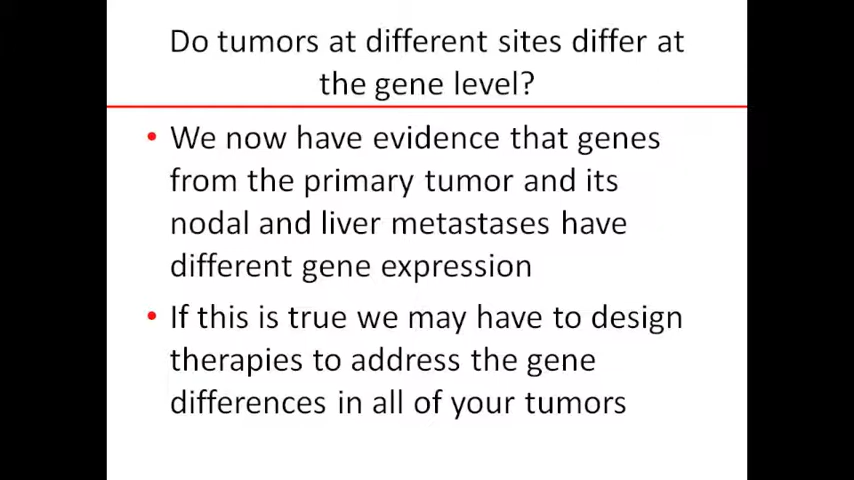 Do tumors at different sites differ at
the gene level?
• We now have evidence that genes
from the primary tumor and its
nodal and liver metastases have
different gene expression
• If this is true we may have to design
therapies to address the gene
differences in all of your tumors